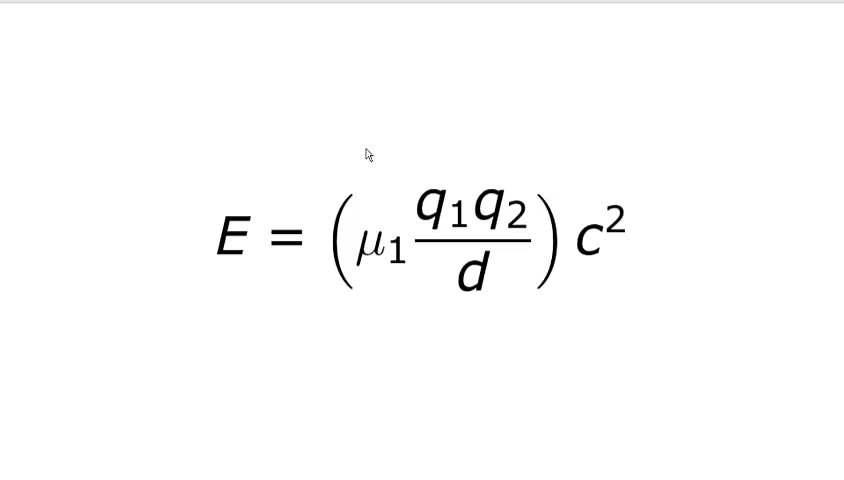 E = (μ₁ q₁q₂/d) c²